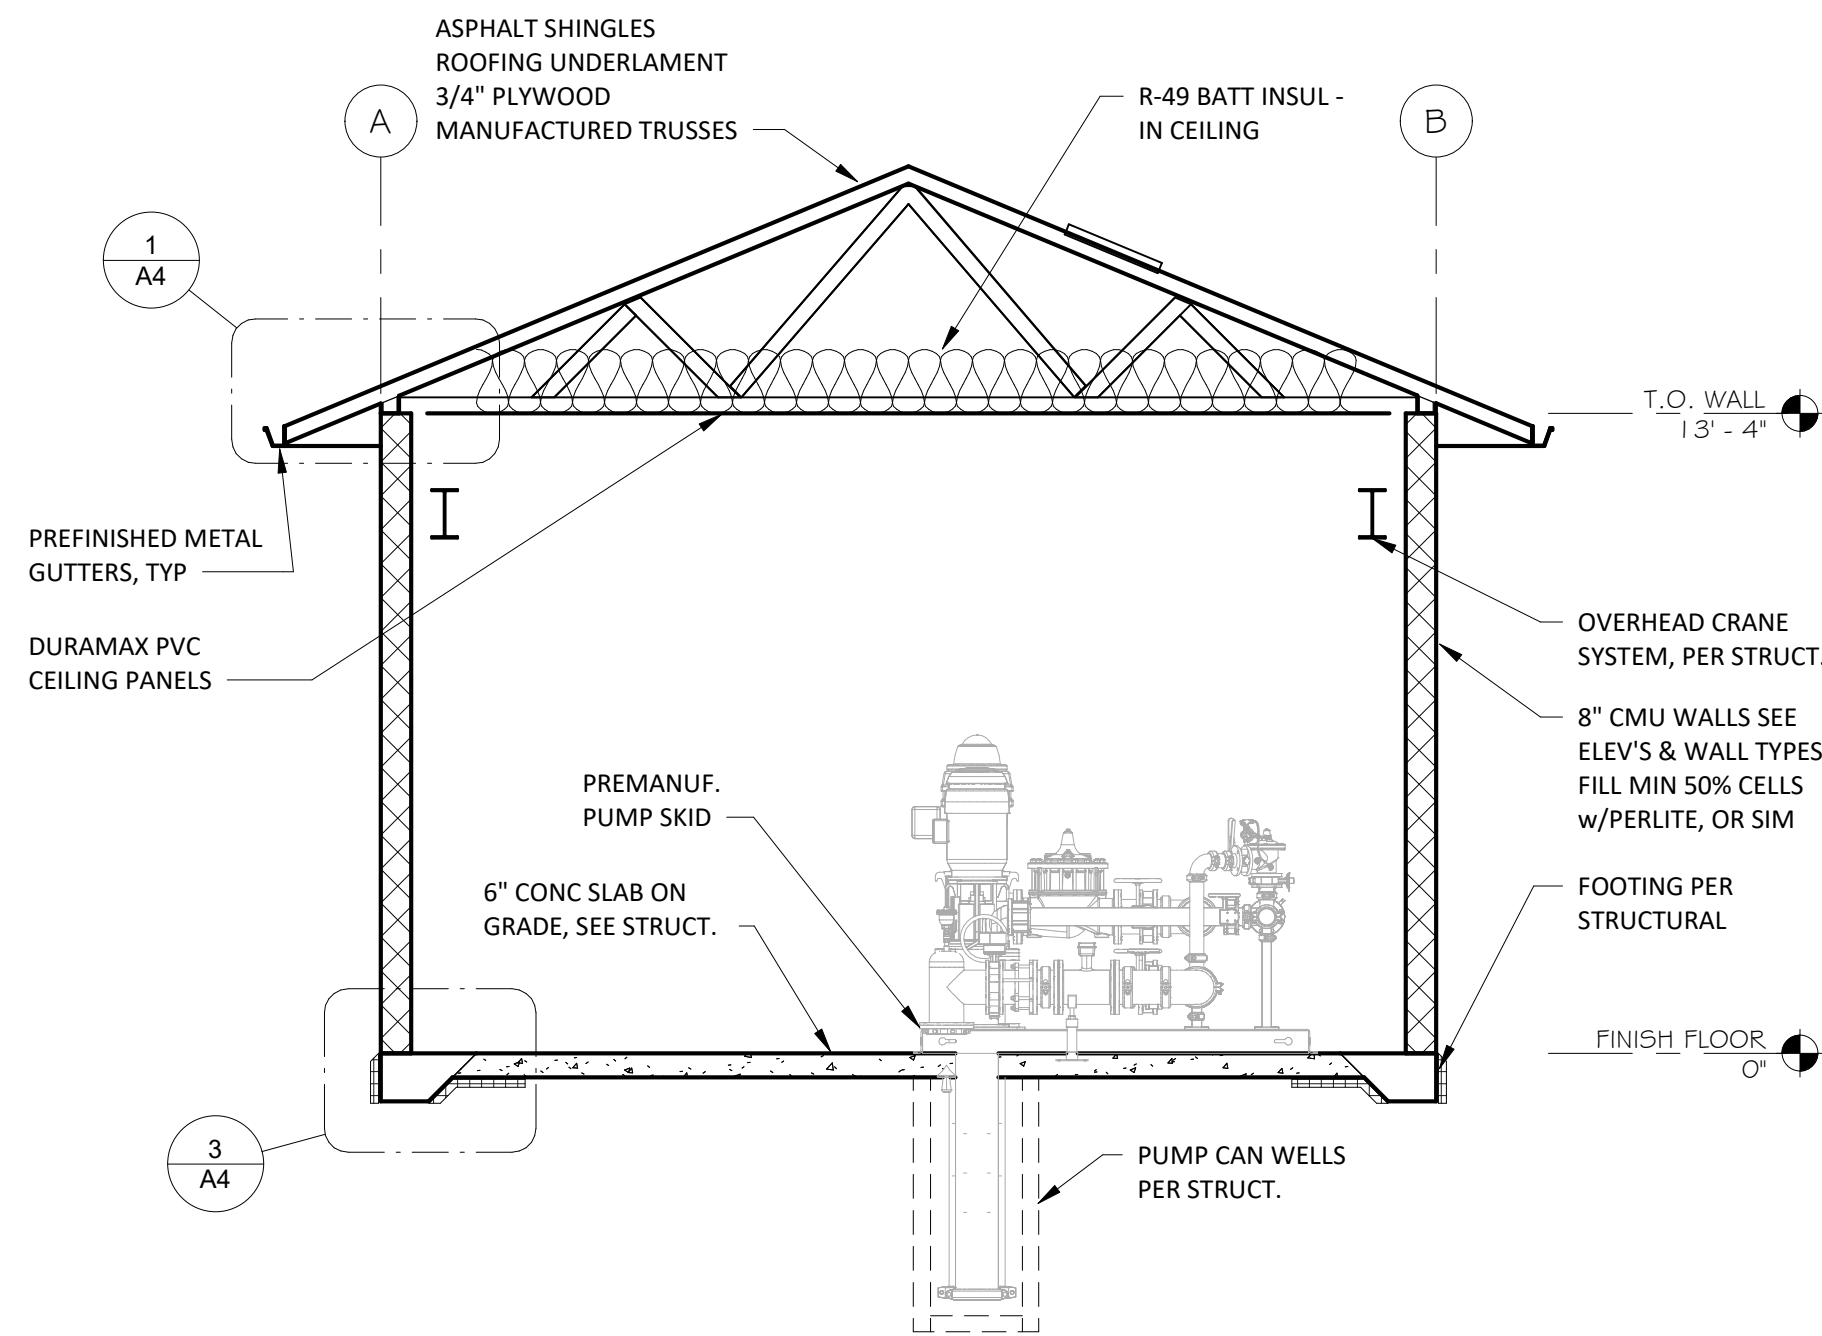 ASPHALT SHINGLES
ROOFING UNDERLAMENT
3/4" PLYWOOD
MANUFACTURED TRUSSES
R-49 BATT INSUL -
IN CEILING
A
B
1
A4
T.O. WALL
13' - 4"
PREFINISHED METAL
GUTTERS, TYP
DURAMAX PVC
CEILING PANELS
OVERHEAD CRANE
SYSTEM, PER STRUCT.
8" CMU WALLS SEE
ELEV'S & WALL TYPES
FILL MIN 50% CELLS
w/PERLITE, OR SIM
PREMANUF.
PUMP SKID
6" CONC SLAB ON
GRADE, SEE STRUCT.
FOOTING PER
STRUCTURAL
FINISH FLOOR
0"
3
A4
PUMP CAN WELLS
PER STRUCT.